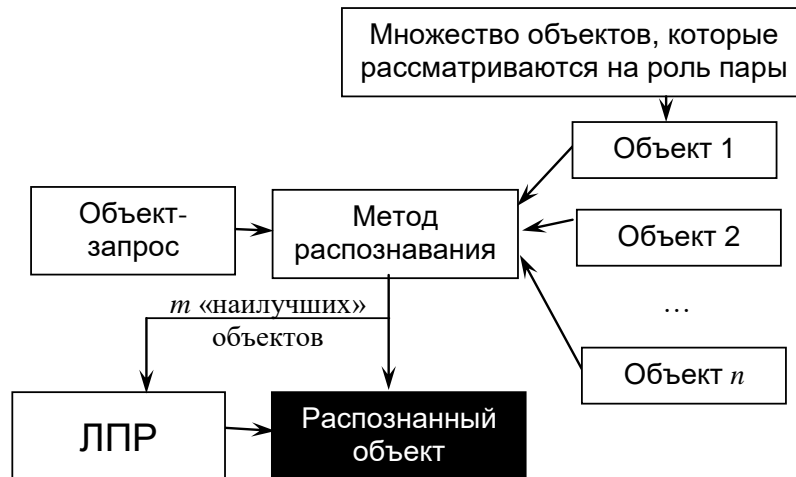 Множество объектов, которые
рассматриваются на роль пары
Объект 1
Объект-
запрос
Метод
распознавания
Объект 2
m «наилучших»
объектов
…
Объект n
ЛПР
Распознанный
объект